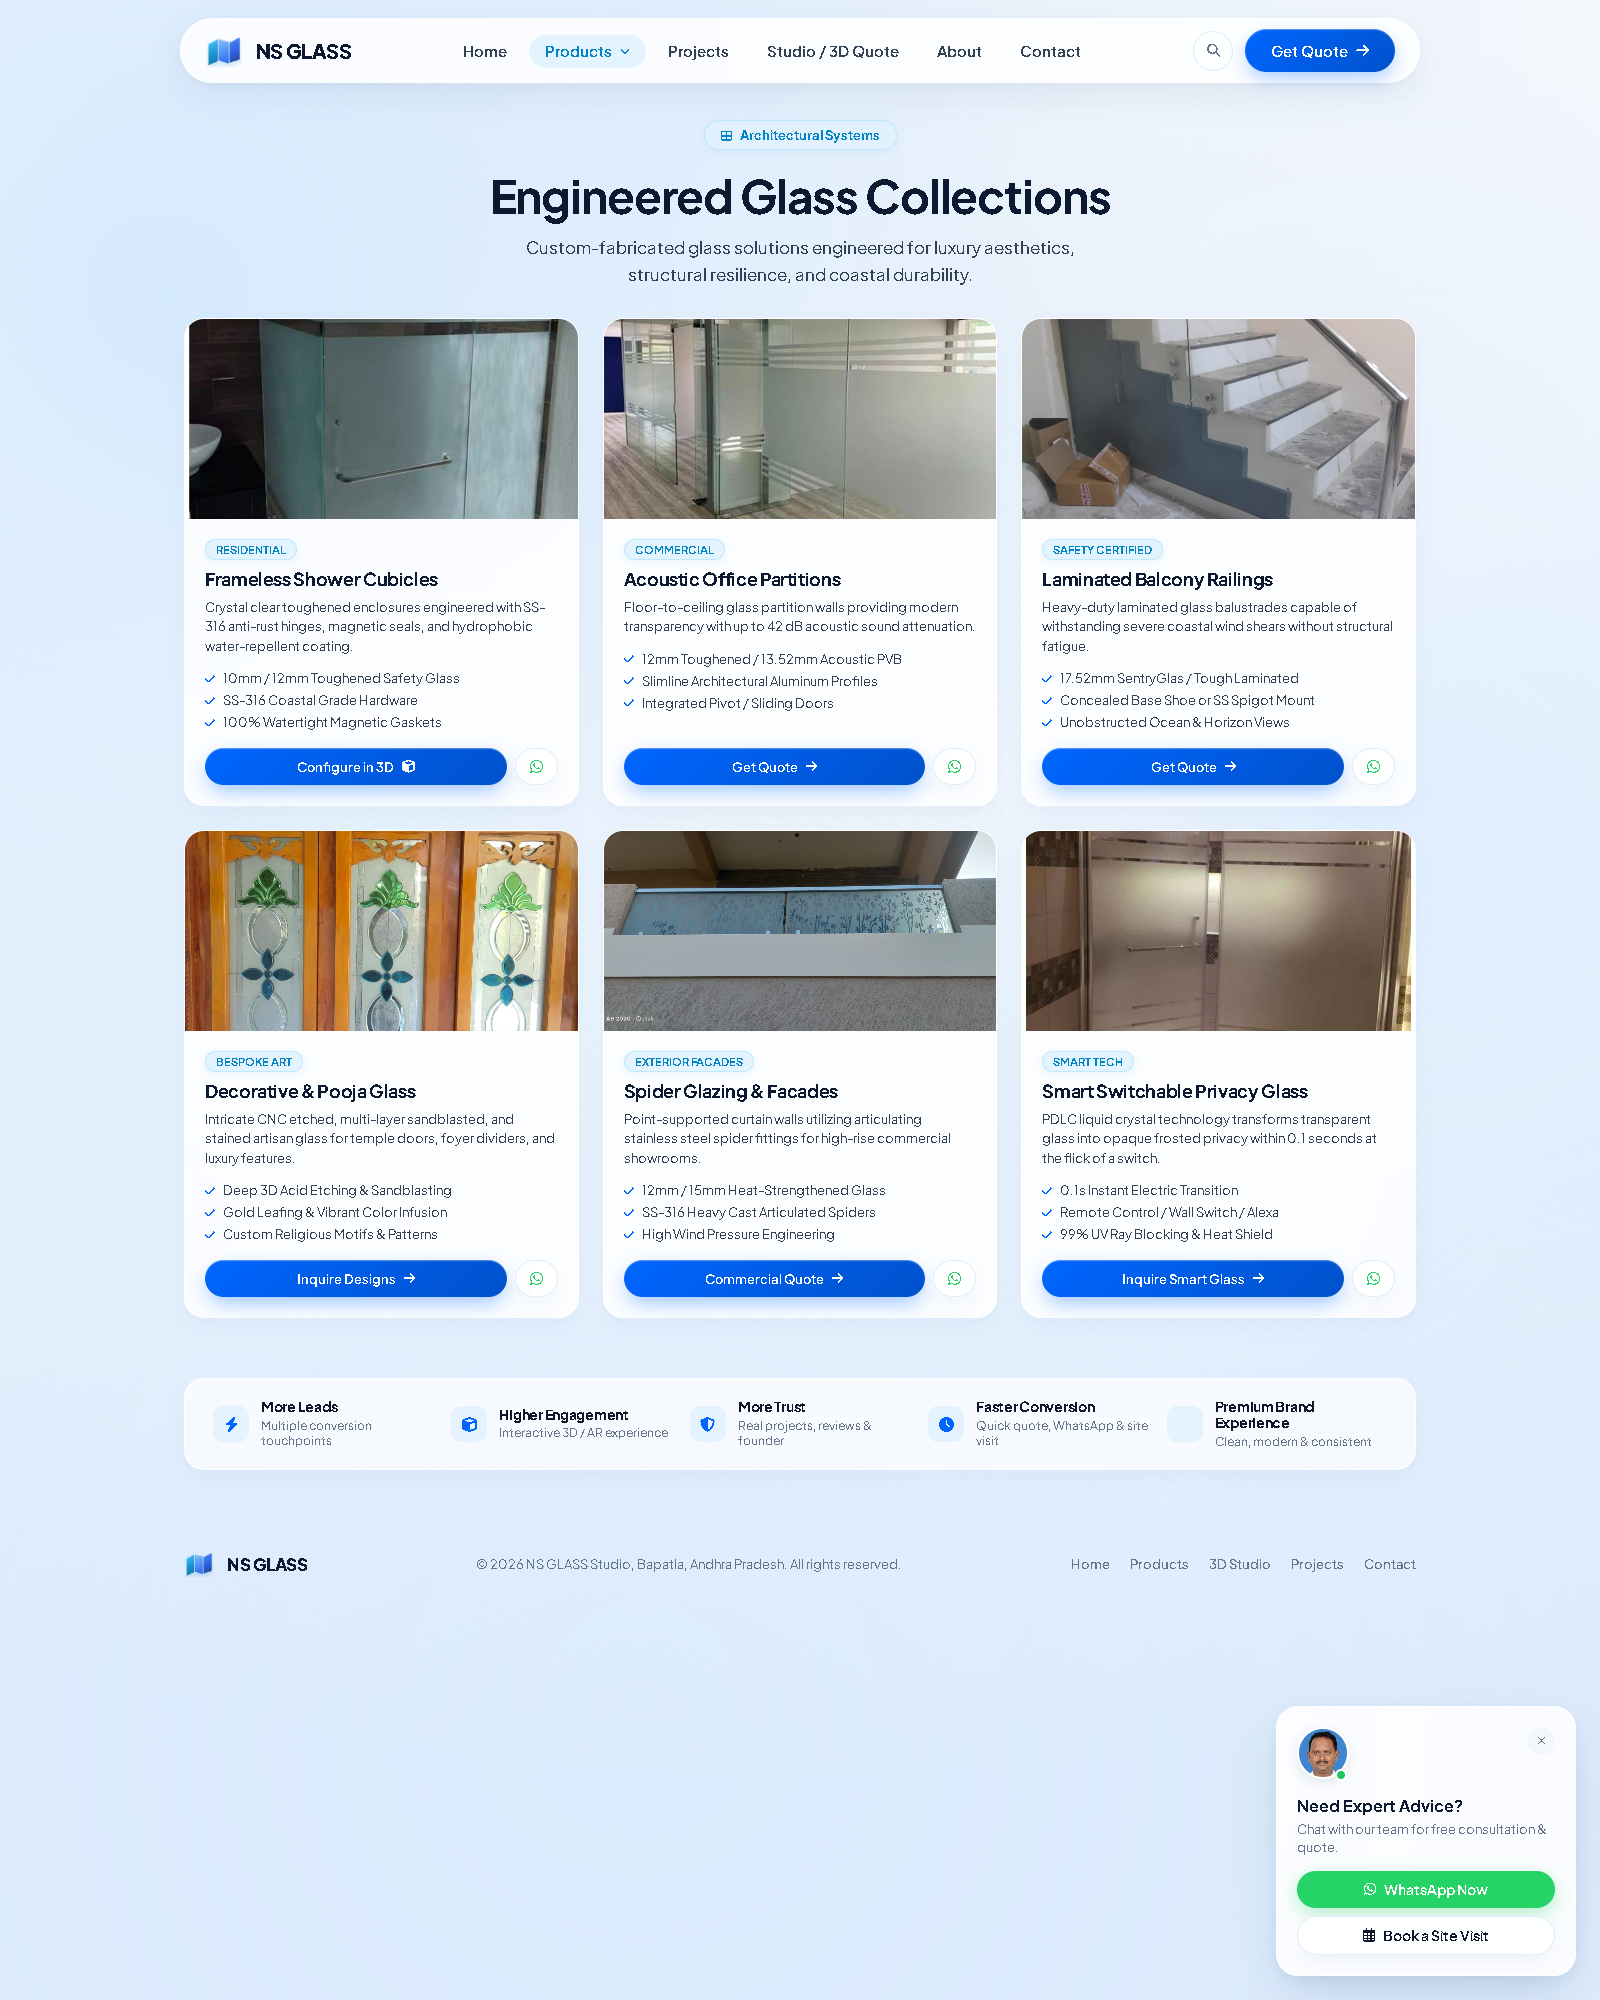 NS GLASS
Home
Products
Projects
Studio / 3D Quote
About
Contact
Get Quote
Architectural Systems
Engineered Glass Collections
Custom-fabricated glass solutions engineered for luxury aesthetics,
structural resilience, and coastal durability.
RESIDENTIAL
Frameless Shower Cubicles
Crystal clear toughened enclosures engineered with SS-
316 anti-rust hinges, magnetic seals, and hydrophobic
water-repellent coating.
10mm / 12mm Toughened Safety Glass
SS-316 Coastal Grade Hardware
100% Watertight Magnetic Gaskets
Configure in 3D
COMMERCIAL
Acoustic Office Partitions
Floor-to-ceiling glass partition walls providing modern
transparency with up to 42 dB acoustic sound attenuation.
12mm Toughened / 13.52mm Acoustic PVB
Slimline Architectural Aluminum Profiles
Integrated Pivot / Sliding Doors
Get Quote
SAFETY CERTIFIED
Laminated Balcony Railings
Heavy-duty laminated glass balustrades capable of
withstanding severe coastal wind shears without structural
fatigue.
17.52mm SentryGlas / Tough Laminated
Concealed Base Shoe or SS Spigot Mount
Unobstructed Ocean & Horizon Views
Get Quote
BESPOKE ART
Decorative & Pooja Glass
Intricate CNC etched, multi-layer sandblasted, and
stained artisan glass for temple doors, foyer dividers, and
luxury features.
Deep 3D Acid Etching & Sandblasting
Gold Leafing & Vibrant Color Infusion
Custom Religious Motifs & Patterns
Inquire Designs
EXTERIOR FACADES
Spider Glazing & Facades
Point-supported curtain walls utilizing articulating
stainless steel spider fittings for high-rise commercial
showrooms.
12mm / 15mm Heat-Strengthened Glass
SS-316 Heavy Cast Articulated Spiders
High Wind Pressure Engineering
Commercial Quote
SMART TECH
Smart Switchable Privacy Glass
PDLC liquid crystal technology transforms transparent
glass into opaque frosted privacy within 0.1 seconds at
the flick of a switch.
0.1s Instant Electric Transition
Remote Control / Wall Switch / Alexa
99% UV Ray Blocking & Heat Shield
Inquire Smart Glass
More Leads
Multiple conversion
touchpoints
Higher Engagement
Interactive 3D / AR experience
More Trust
Real projects, reviews &
founder
Faster Conversion
Quick quote, WhatsApp & site
visit
Premium Brand
Experience
Clean, modern & consistent
NS GLASS
© 2026 NS GLASS Studio, Bapatla, Andhra Pradesh. All rights reserved.
Home
Products
3D Studio
Projects
Contact
Need Expert Advice?
Chat with our team for free consultation &
quote.
WhatsApp Now
Book a Site Visit